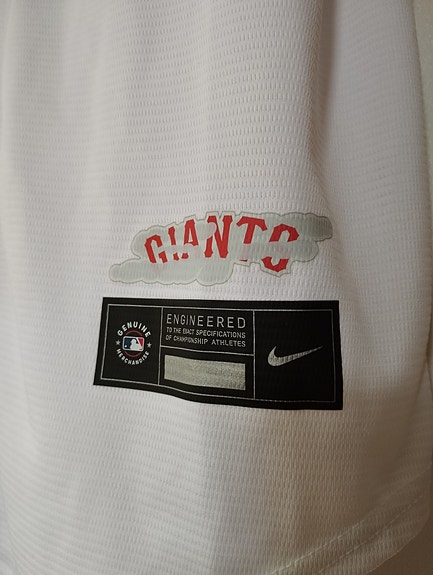 GIANTS
GENUINE
MERCHANDISE
ENGINEERED
TO THE EXACT SPECIFICATIONS
OF CHAMPIONSHIP ATHLETES